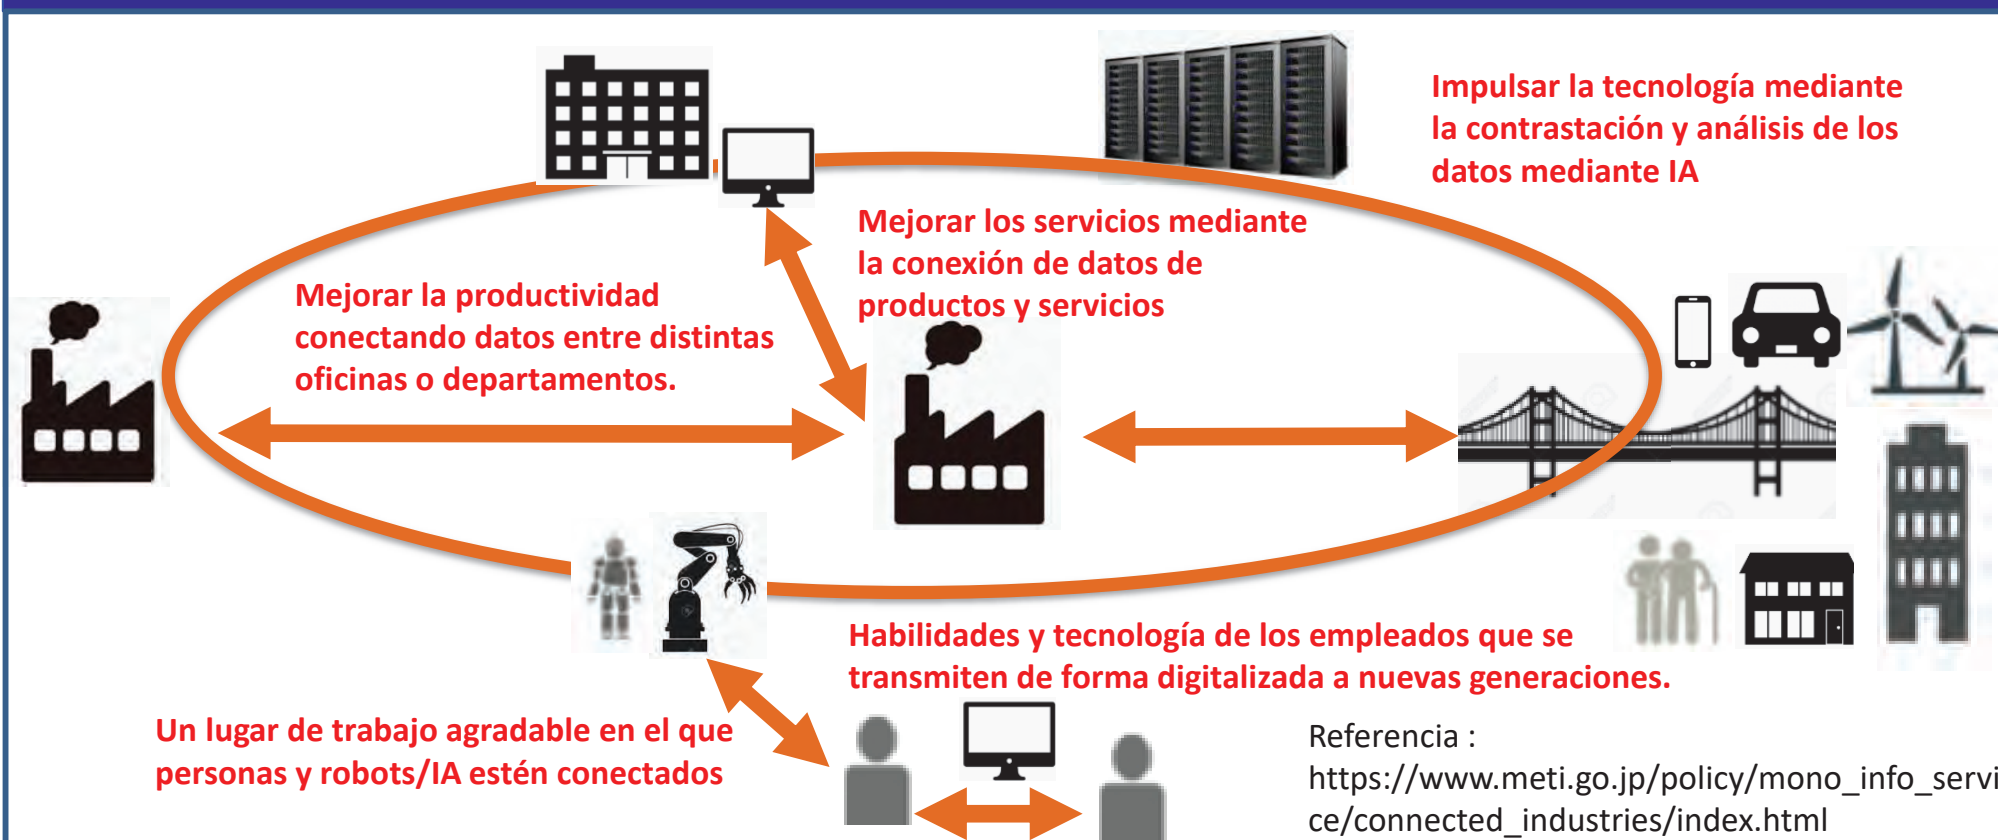 Impulsar la tecnología mediante
la contrastación y análisis de los
datos mediante IA
Mejorar los servicios mediante
la conexión de datos de
productos y servicios
Mejorar la productividad
conectando datos entre distintas
oficinas o departamentos.
Habilidades y tecnología de los empleados que se
transmiten de forma digitalizada a nuevas generaciones.
Un lugar de trabajo agradable en el que
personas y robots/IA estén conectados
Referencia :
https://www.meti.go.jp/policy/mono_info_servi
ce/connected_industries/index.html